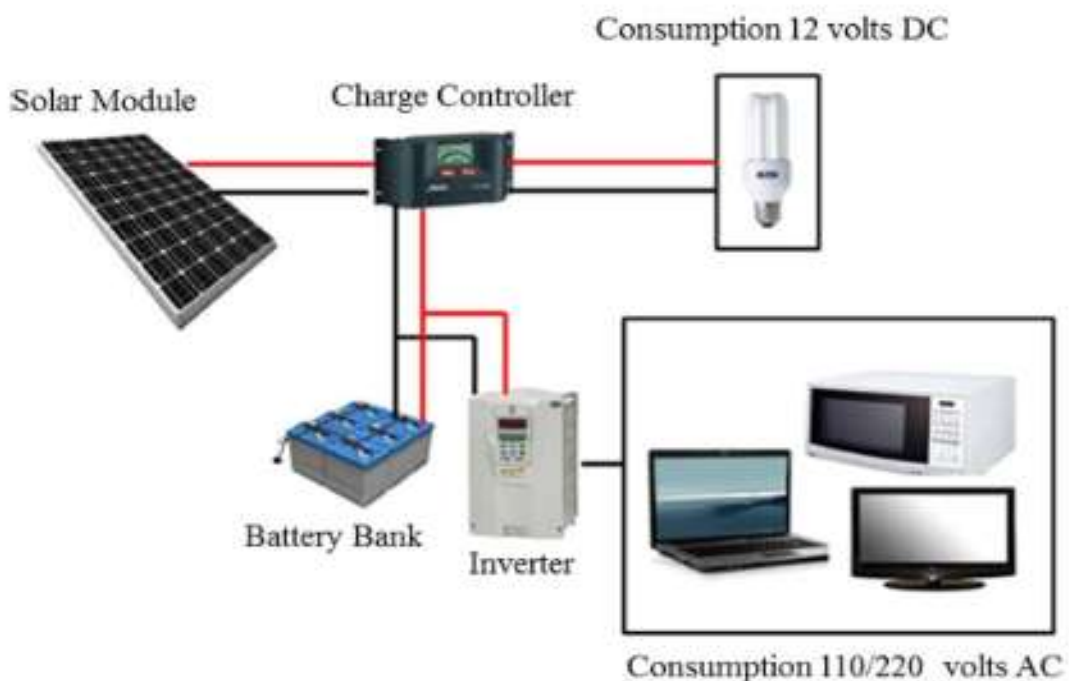 Consumption 12 volts DC
Solar Module
Charge Controller
Battery Bank
Inverter
Consumption 110/220 volts AC